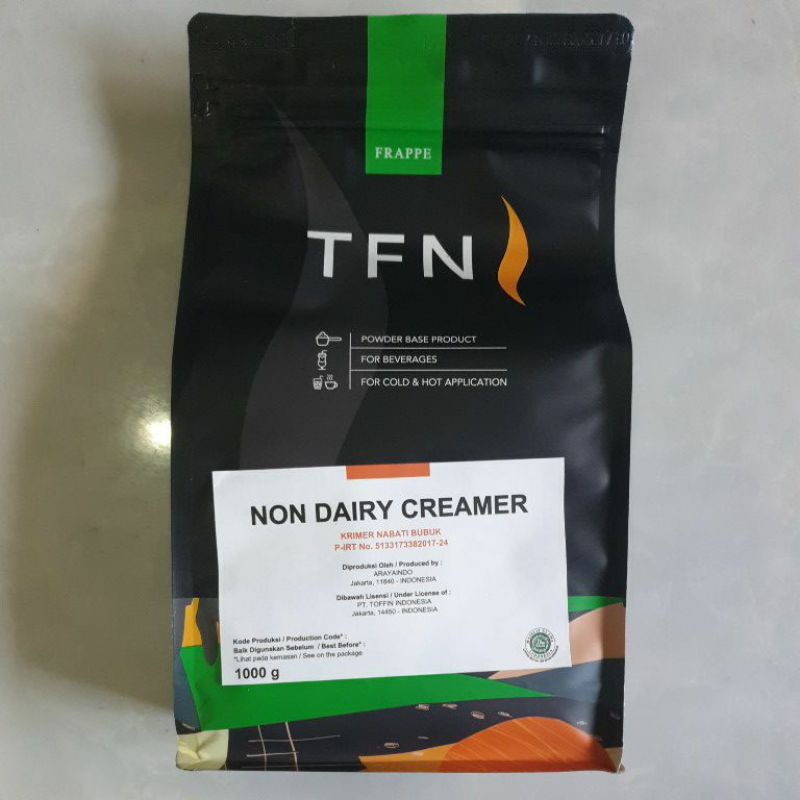 FRAPPE
TFN
POWDER BASE PRODUCT
FOR BEVERAGES
FOR COLD & HOT APPLICATION
NON DAIRY CREAMER
KRIMER NABATI BUBUK
P-IRT No. 5133173382017-24
Diproduksi Oleh / Produced by :
ARAYAINDO
Jakarta, 11840 - INDONESIA
Dibawah Lisensi / Under License of :
PT. TOFFIN INDONESIA
Jakarta, 14450 - INDONESIA
Kode Produksi / Production Code* :
Baik Digunakan Sebelum / Best Before* :
*Lihat pada kemasan / See on the package
1000 g